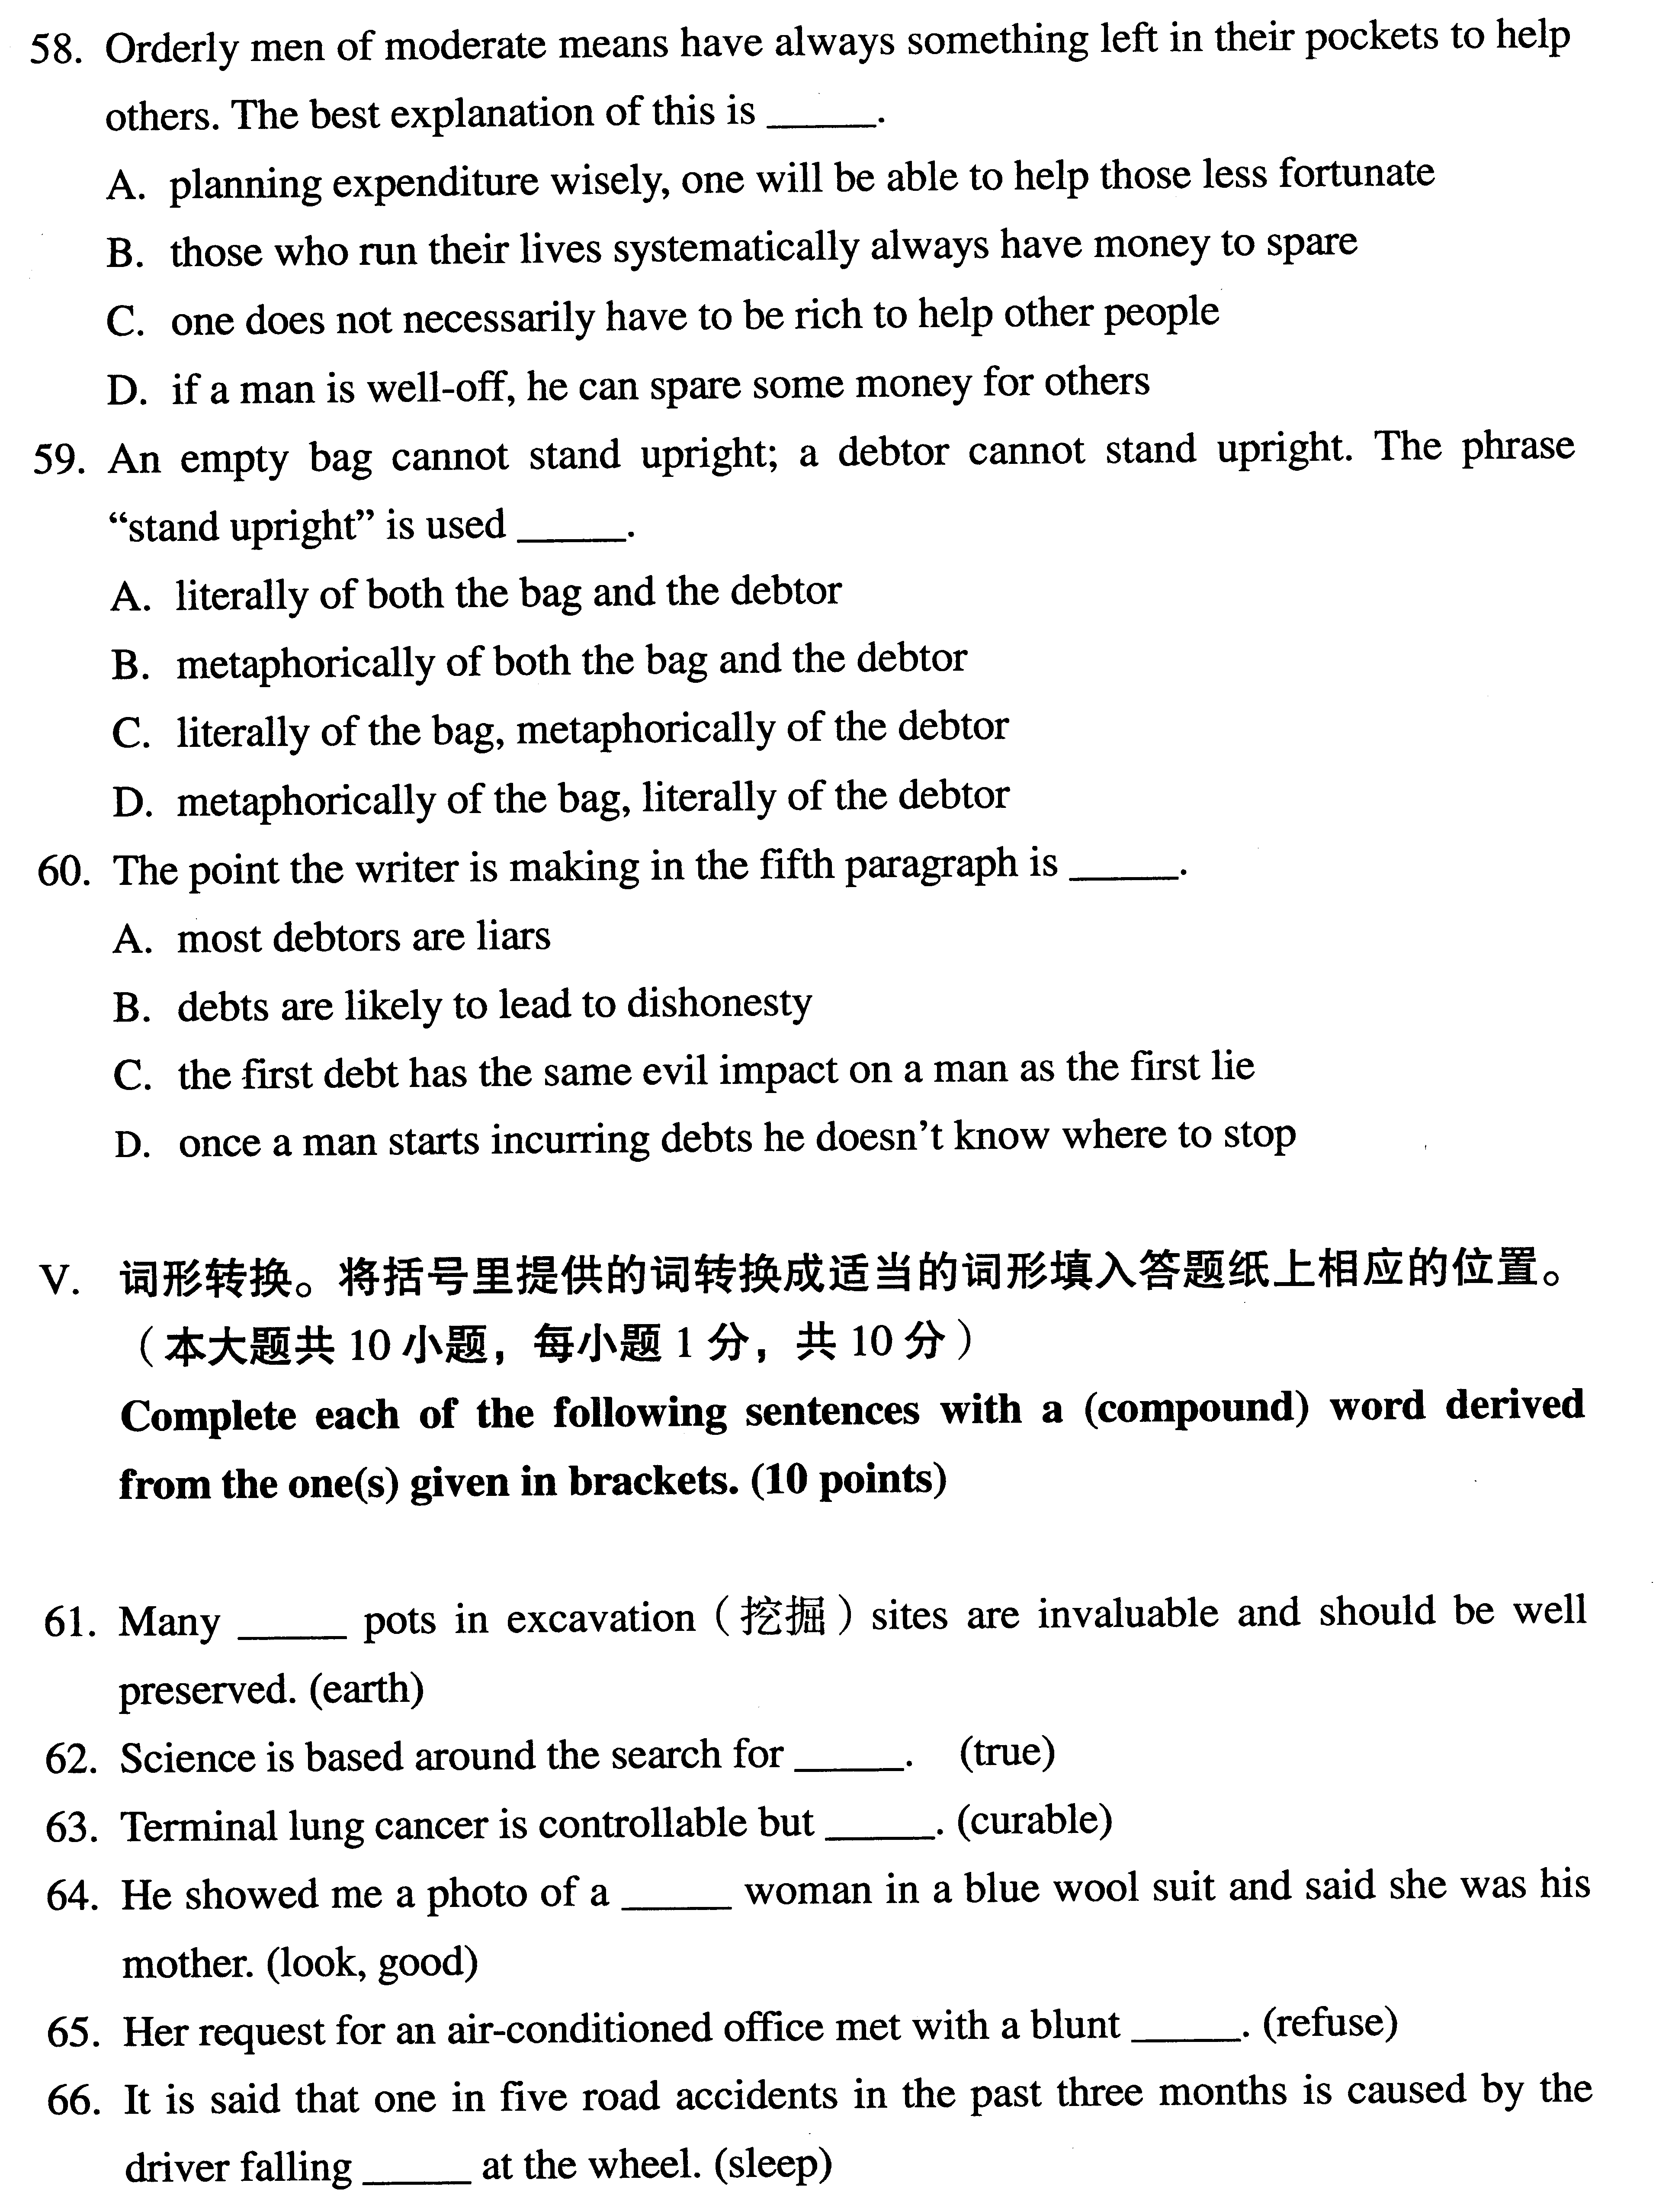 58. Orderly men of moderate means have always something left in their pockets to help
others. The best explanation of this is _____.
A. planning expenditure wisely, one will be able to help those less fortunate
B. those who run their lives systematically always have money to spare
C. one does not necessarily have to be rich to help other people
D. if a man is well-off, he can spare some money for others
59. An empty bag cannot stand upright; a debtor cannot stand upright. The phrase
“stand upright” is used _____.
A. literally of both the bag and the debtor
B. metaphorically of both the bag and the debtor
C. literally of the bag, metaphorically of the debtor
D. metaphorically of the bag, literally of the debtor
60. The point the writer is making in the fifth paragraph is _____.
A. most debtors are liars
B. debts are likely to lead to dishonesty
C. the first debt has the same evil impact on a man as the first lie
D. once a man starts incurring debts he doesn’t know where to stop
V. 词形转换。将括号里提供的词转换成适当的词形填入答题纸上相应的位置。
（本大题共 10 小题，每小题 1 分，共 10 分）
Complete each of the following sentences with a (compound) word derived
from the one(s) given in brackets. (10 points)
61. Many _____ pots in excavation（挖掘）sites are invaluable and should be well
preserved. (earth)
62. Science is based around the search for _____. (true)
63. Terminal lung cancer is controllable but _____. (curable)
64. He showed me a photo of a _____ woman in a blue wool suit and said she was his
mother. (look, good)
65. Her request for an air-conditioned office met with a blunt _____. (refuse)
66. It is said that one in five road accidents in the past three months is caused by the
driver falling _____ at the wheel. (sleep)